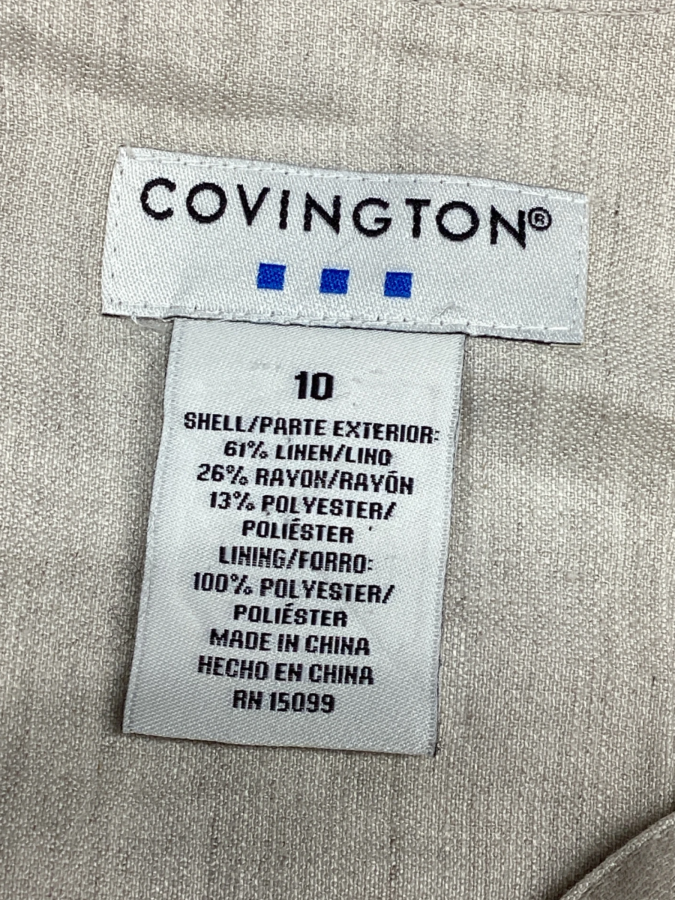 COVINGTON®
10
SHELL/PARTE EXTERIOR:
61% LINEN/LINO
26% RAYON/RAYÓN
13% POLYESTER/
POLIÉSTER
LINING/FORRO:
100% POLYESTER/
POLIÉSTER
MADE IN CHINA
HECHO EN CHINA
RN 15099